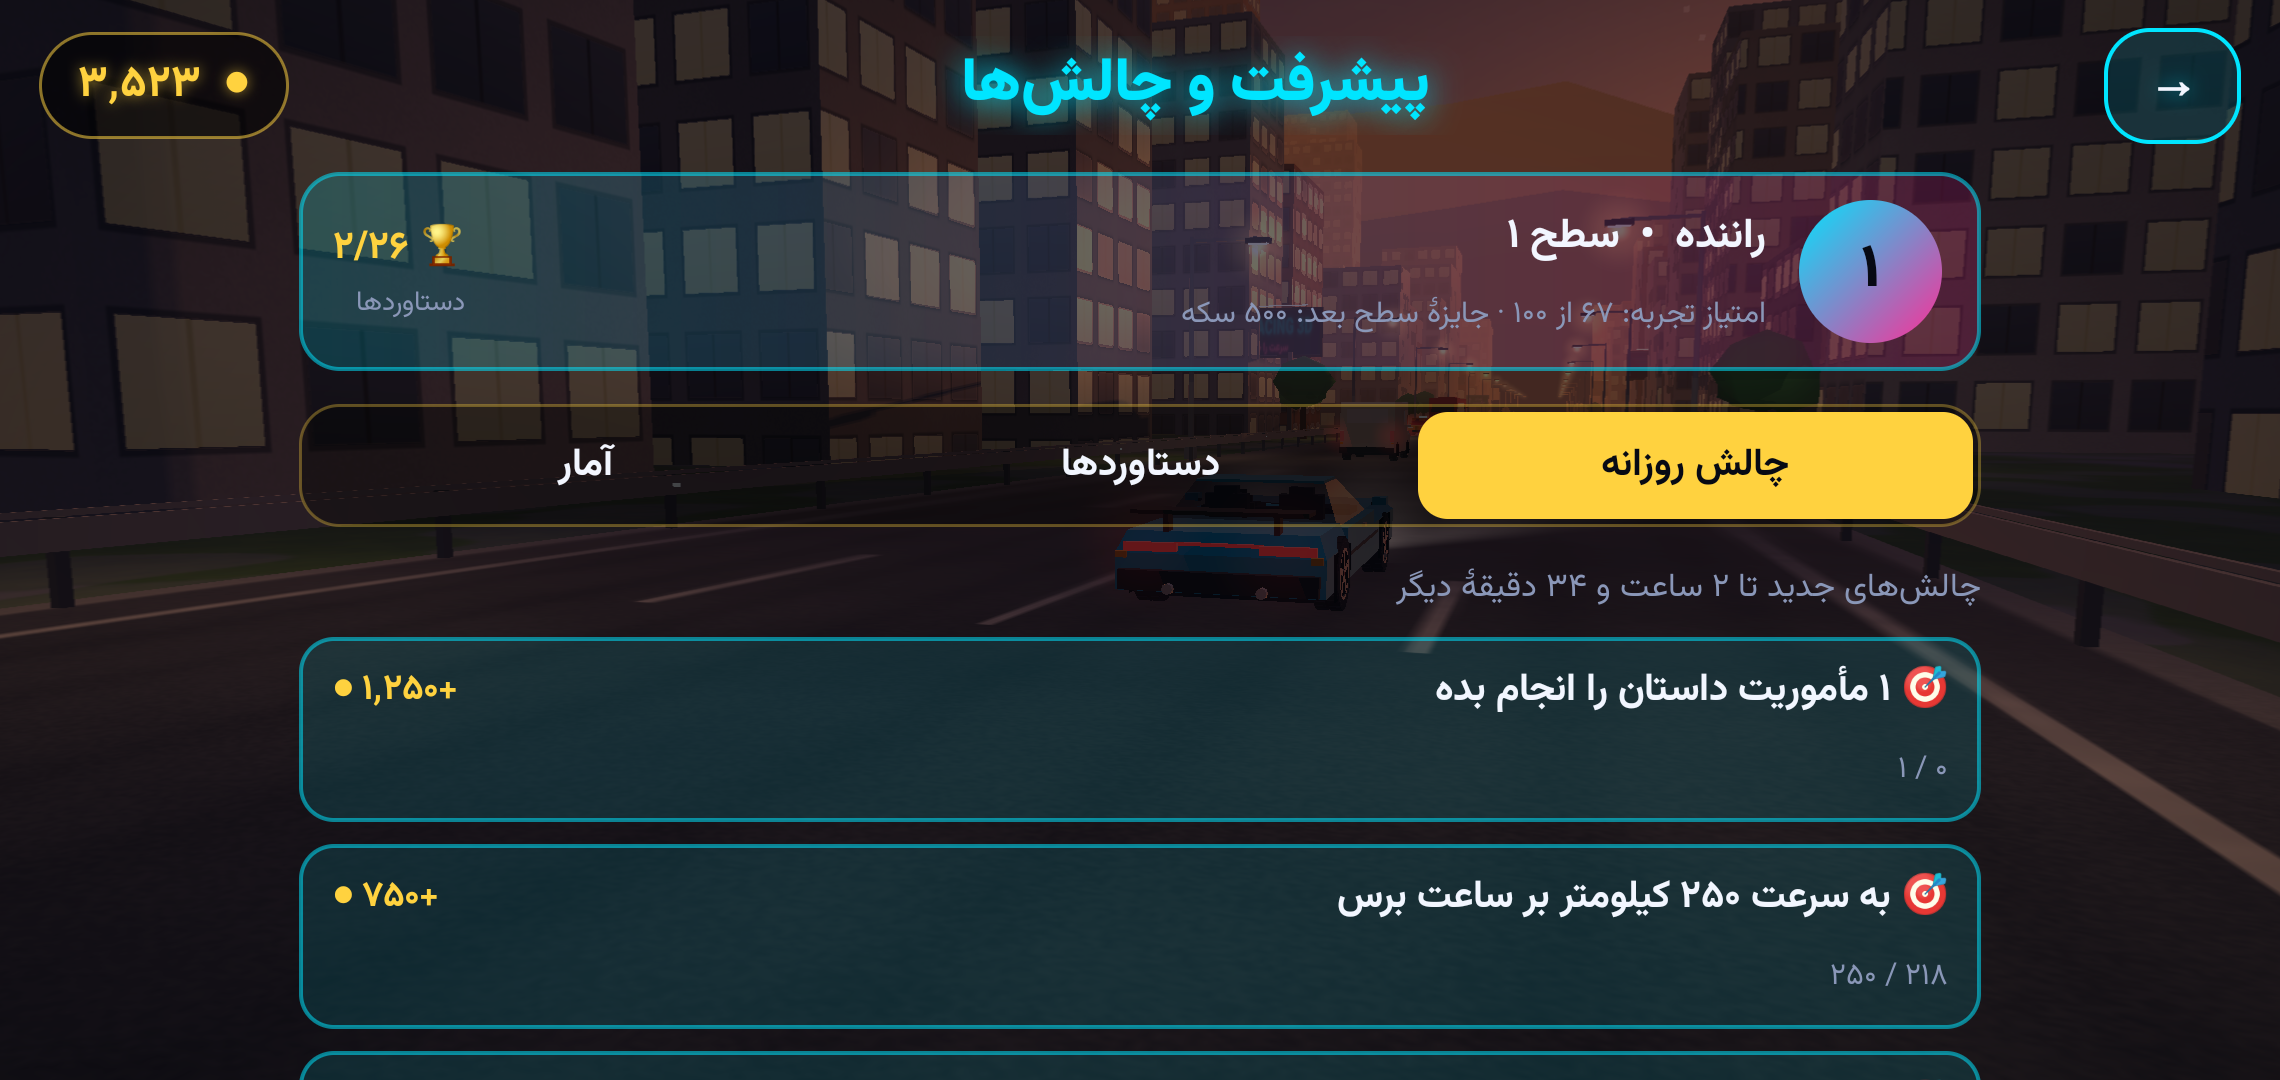 →
پیشرفت و چالش‌ها
۳,۵۲۳
۱
راننده • سطح ۱
امتیاز تجربه: ۶۷ از ۱۰۰ · جایزهٔ سطح بعد: ۵۰۰ سکه
۲/۲۶
دستاوردها
چالش روزانه
دستاوردها
آمار
چالش‌های جدید تا ۲ ساعت و ۳۴ دقیقهٔ دیگر
۱ مأموریت داستان را انجام بده
+۱,۲۵۰
۰ / ۱
به سرعت ۲۵۰ کیلومتر بر ساعت برس
+۷۵۰
۲۱۸ / ۲۵۰